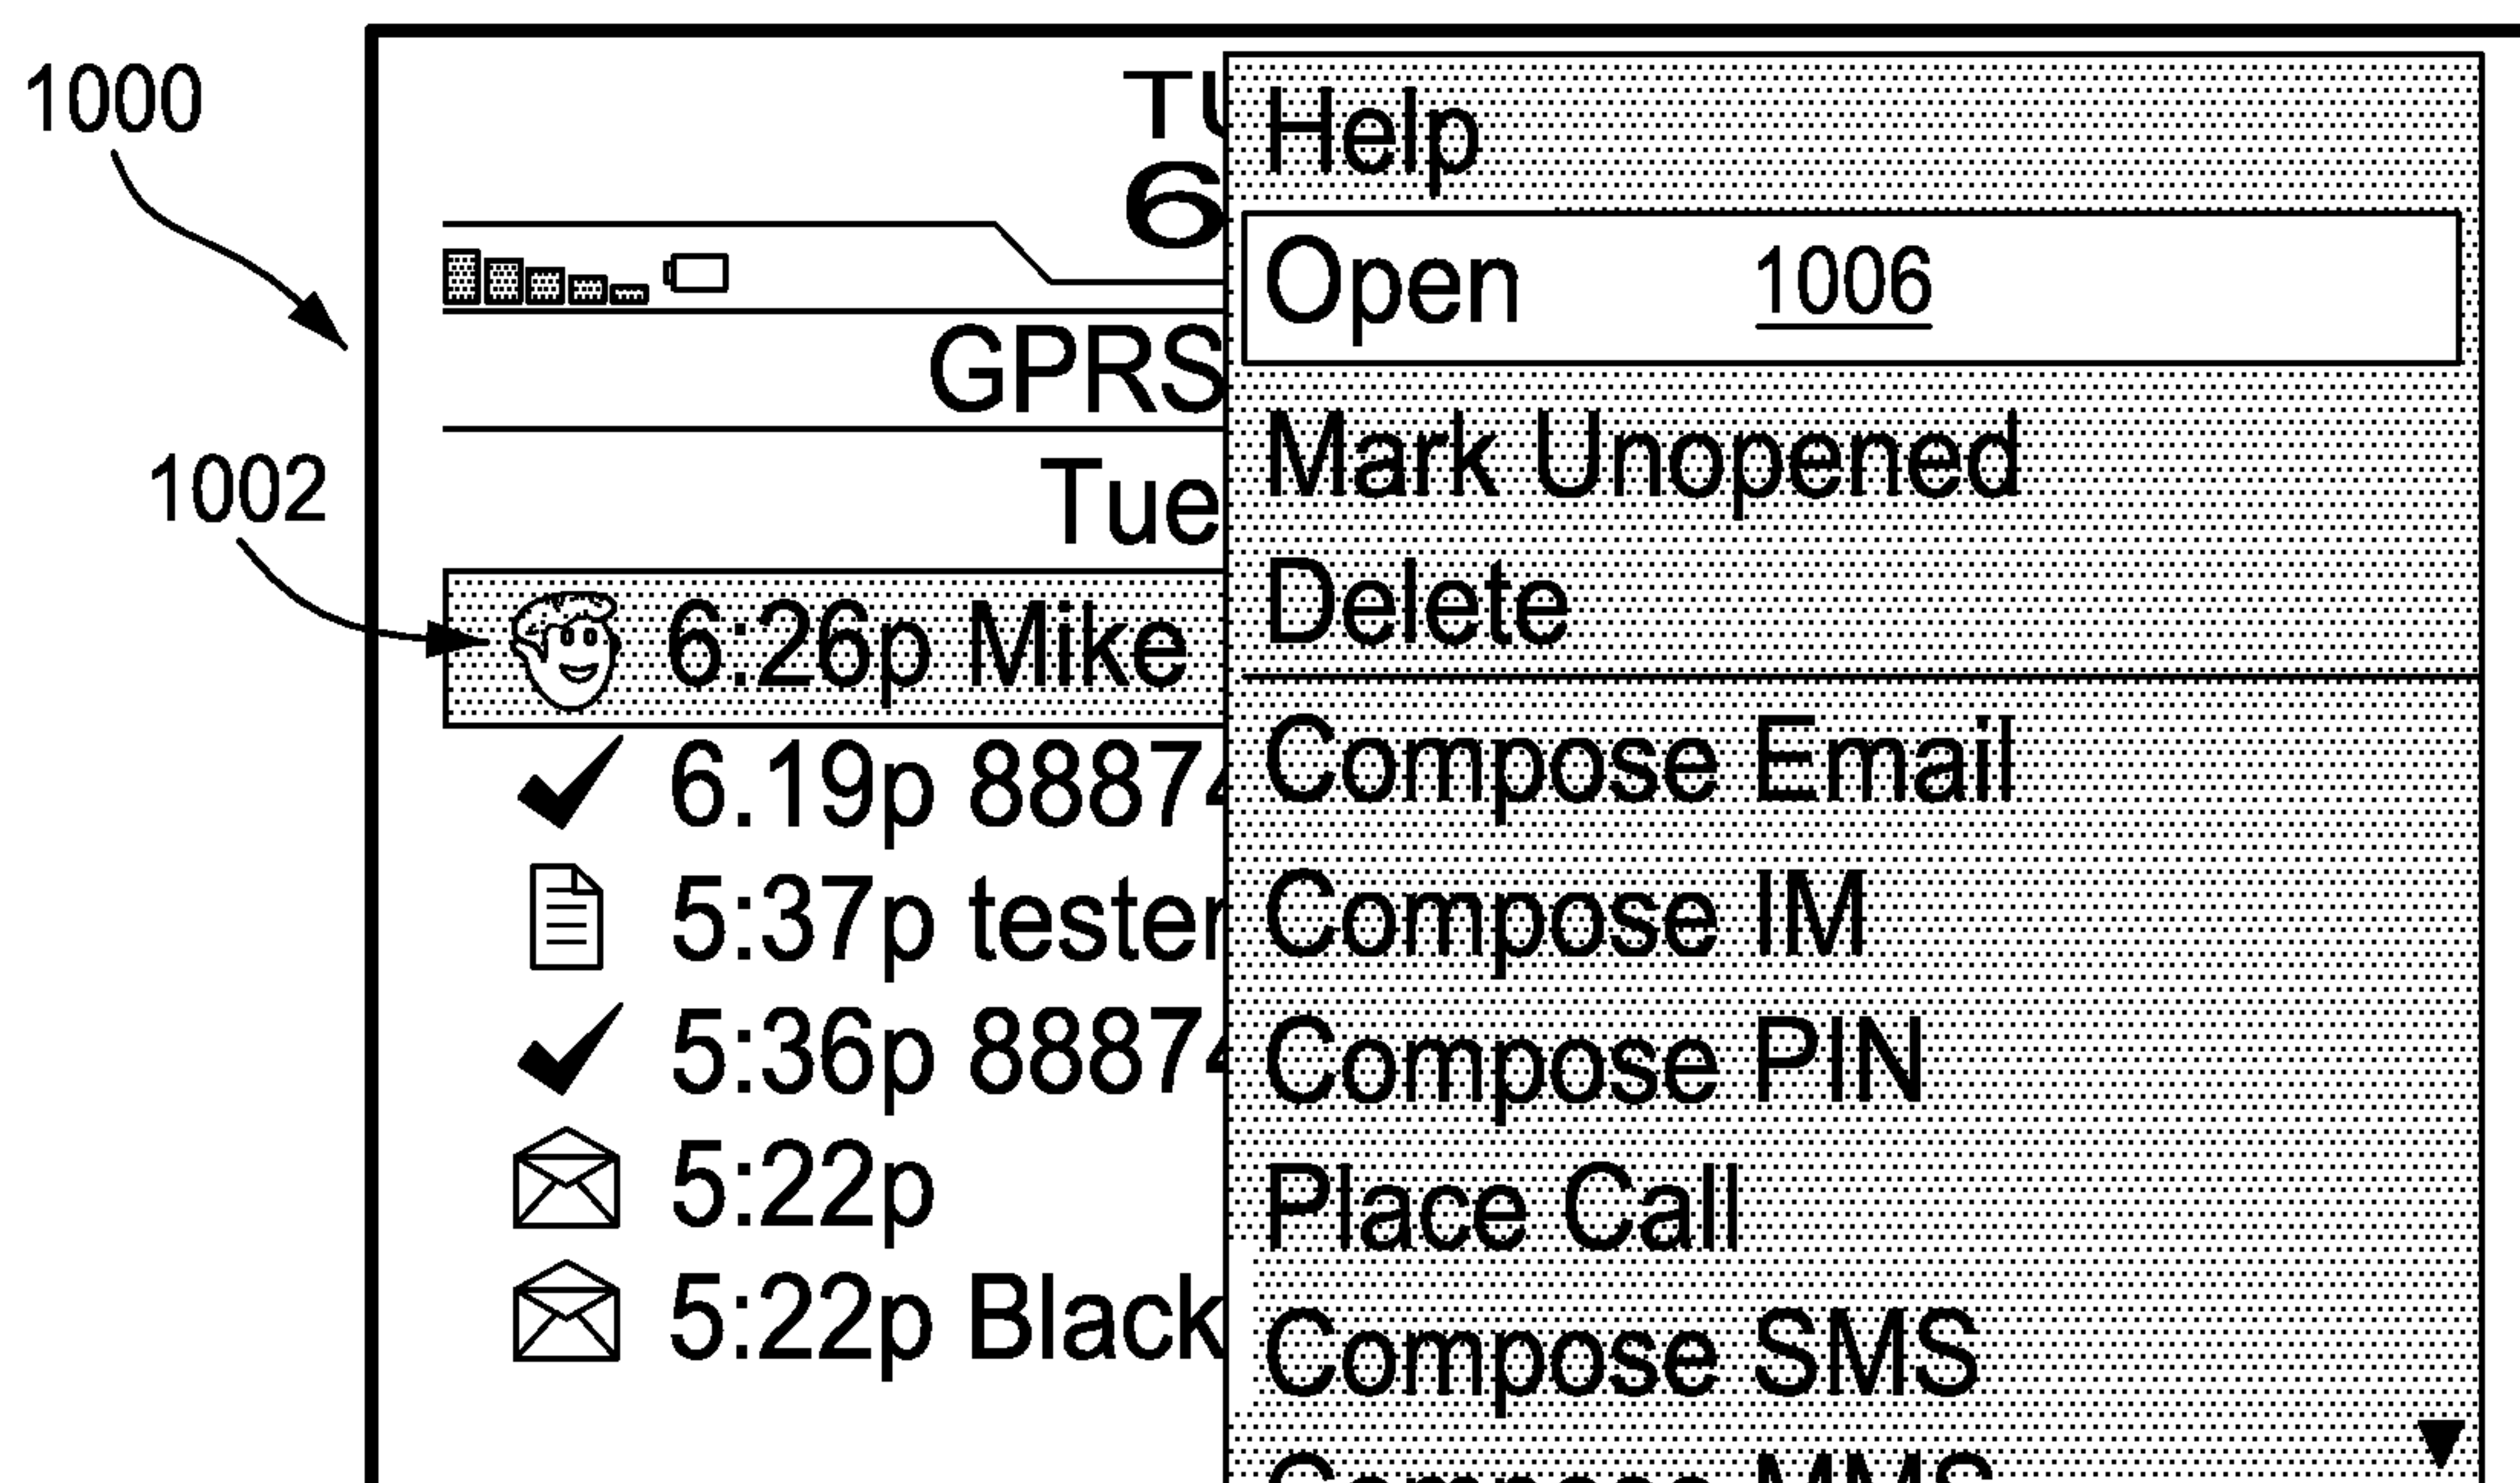 1000
TU
6
GPRS
Tue
1002
6:26p Mike
6.19p 88874
5:37p tester
5:36p 88874
5:22p
5:22p Black
Help
Open 1006
Mark Unopened
Delete
Compose Email
Compose IM
Compose PIN
Place Call
Compose SMS
Compose MMS